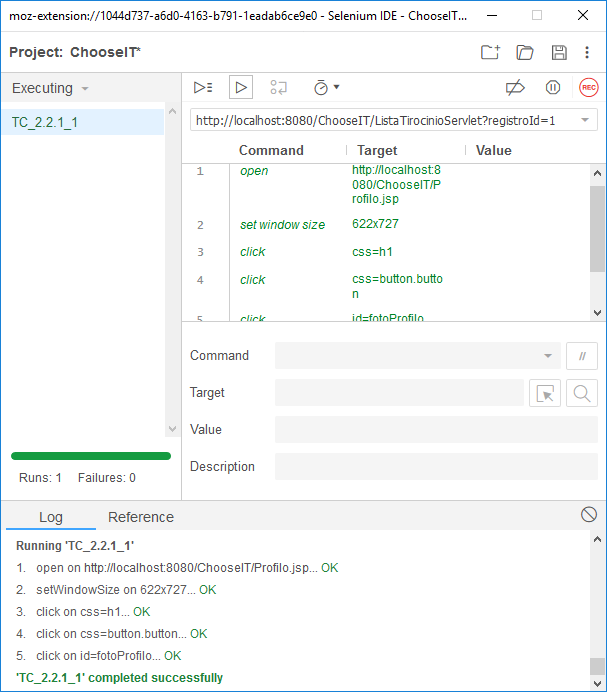 moz-extension://1044d737-a6d0-4163-b791-1eadab6ce9e0 - Selenium IDE - ChooseIT...
Project: ChooseIT*
Executing
TC_2.2.1_1
REC
http://localhost:8080/ChooseIT/ListaTirocinioServlet?registroId=1
Command Target Value
1 open http://localhost:8
080/ChooseIT/P
rofilo.jsp
2 set window size 622x727
3 click css=h1
4 click css=button.butto
n
5 click id=fotoProfilo
Command //
Target
Value
Description
Runs: 1 Failures: 0
Log Reference
Running 'TC_2.2.1_1'
1. open on http://localhost:8080/ChooseIT/Profilo.jsp... OK
2. setWindowSize on 622x727... OK
3. click on css=h1... OK
4. click on css=button.button... OK
5. click on id=fotoProfilo... OK
'TC_2.2.1_1' completed successfully